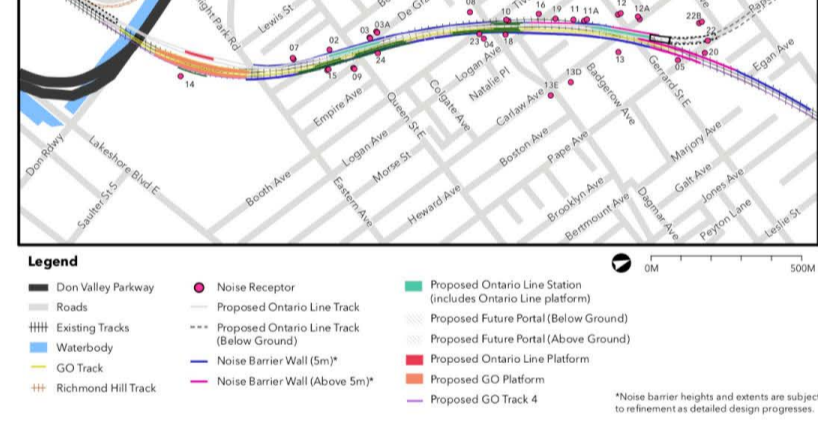 ight Park Rd
Lewis St
De Gra
08
10
16
19
11
11A
12
12A
22B
22
20
03
03A
02
07
14
15
09
24
23
04
18
13
05
13E
13D
Logan Ave
Natalie Pl
Colgate Ave
Queen St E
Empire Ave
Carlaw Ave
Badgerow Ave
Gerrard St E
Egan Ave
Pape
Don Rdwy
Lakeshore Blvd E
Saulter St S
Booth Ave
Eastern Ave
Logan Ave
Morse St
Heward Ave
Boston Ave
Pape Ave
Brooklyn Ave
Bertmount Ave
Dagmar Ave
Marjory Ave
Galt Ave
Jones Ave
Peyton Lane
Leslie St
Legend
0M
500M
Don Valley Parkway
Roads
Existing Tracks
Waterbody
GO Track
Richmond Hill Track
Noise Receptor
Proposed Ontario Line Track
Proposed Ontario Line Track
(Below Ground)
Noise Barrier Wall (5m)*
Noise Barrier Wall (Above 5m)*
Proposed Ontario Line Station
(includes Ontario Line platform)
Proposed Future Portal (Below Ground)
Proposed Future Portal (Above Ground)
Proposed Ontario Line Platform
Proposed GO Platform
Proposed GO Track 4
*Noise barrier heights and extents are subject
to refinement as detailed design progresses.